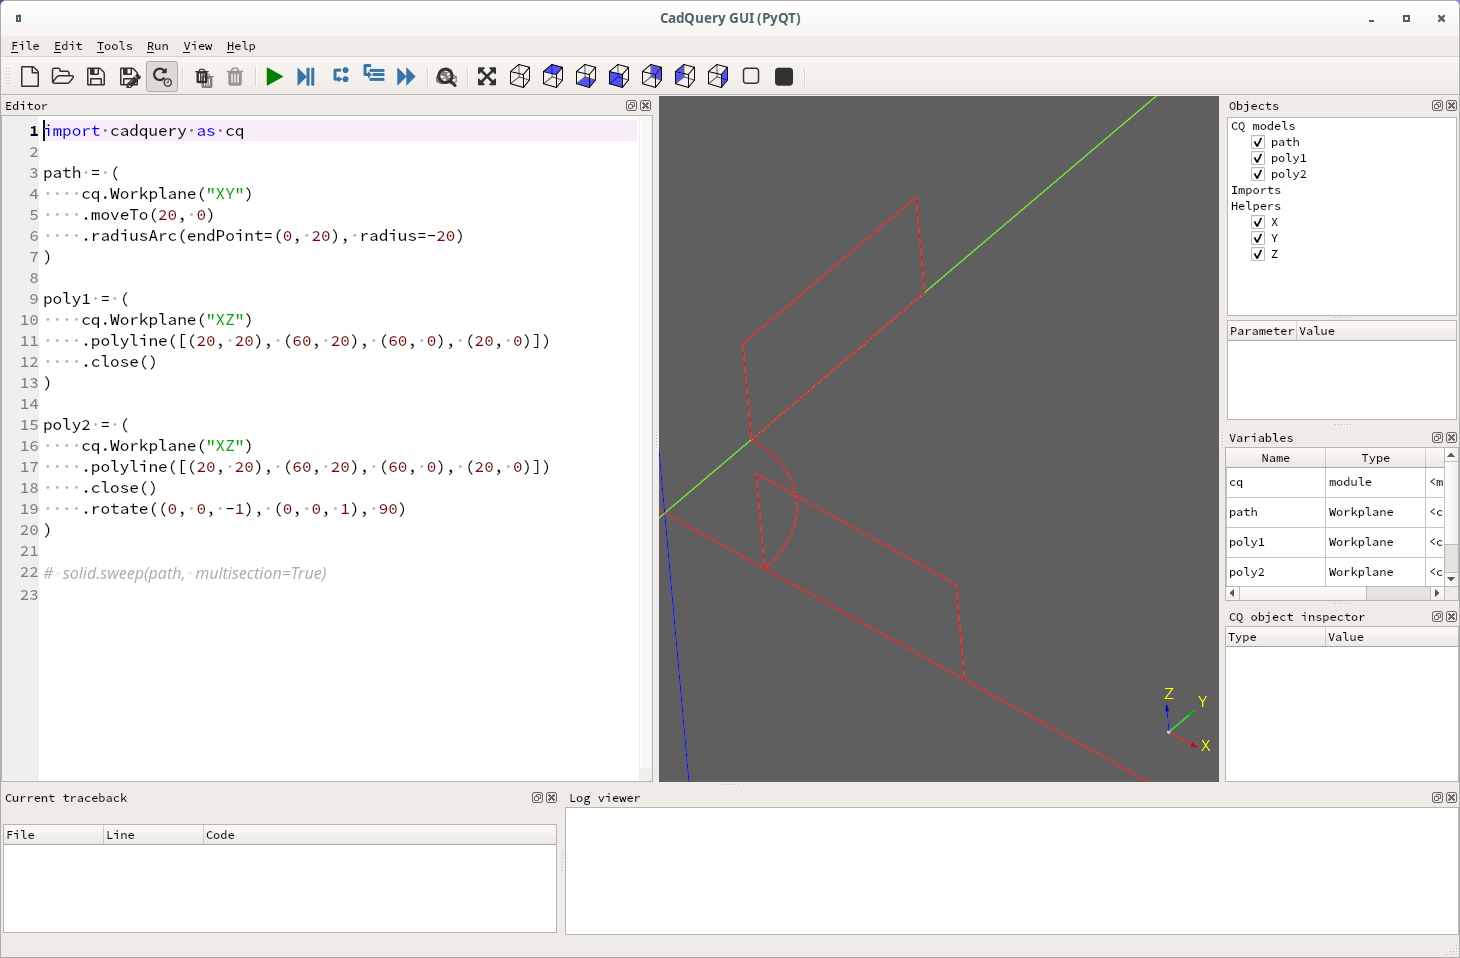 CadQuery GUI (PyQT)
File Edit Tools Run View Help
Editor
1 import cadquery as cq
2
3 path = (
4 cq.Workplane("XY")
5 .moveTo(20, 0)
6 .radiusArc(endPoint=(0, 20), radius=-20)
7 )
8
9 poly1 = (
10 cq.Workplane("XZ")
11 .polyline([(20, 20), (60, 20), (60, 0), (20, 0)])
12 .close()
13 )
14
15 poly2 = (
16 cq.Workplane("XZ")
17 .polyline([(20, 20), (60, 20), (60, 0), (20, 0)])
18 .close()
19 .rotate((0, 0, -1), (0, 0, 1), 90)
20 )
21
22 # solid.sweep(path, multisection=True)
23
Z
Y
X
Objects
CQ models
path
poly1
poly2
Imports
Helpers
X
Y
Z
Parameter Value
Variables
Name Type
cq module <m
path Workplane <c
poly1 Workplane <c
poly2 Workplane <c
CQ object inspector
Type Value
Current traceback
File Line Code
Log viewer